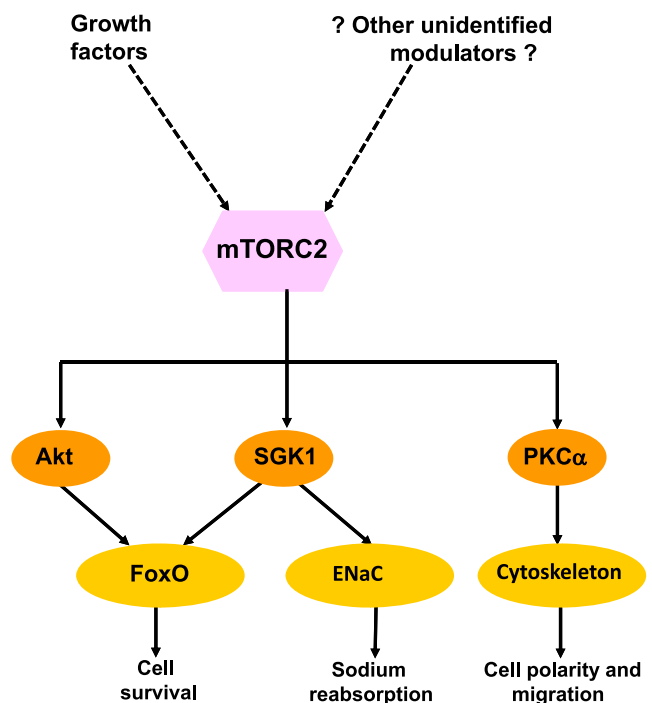 Growth
factors
? Other unidentified
modulators ?
mTORC2
Akt
SGK1
PKCα
FoxO
ENaC
Cytoskeleton
Cell
survival
Sodium
reabsorption
Cell polarity and
migration